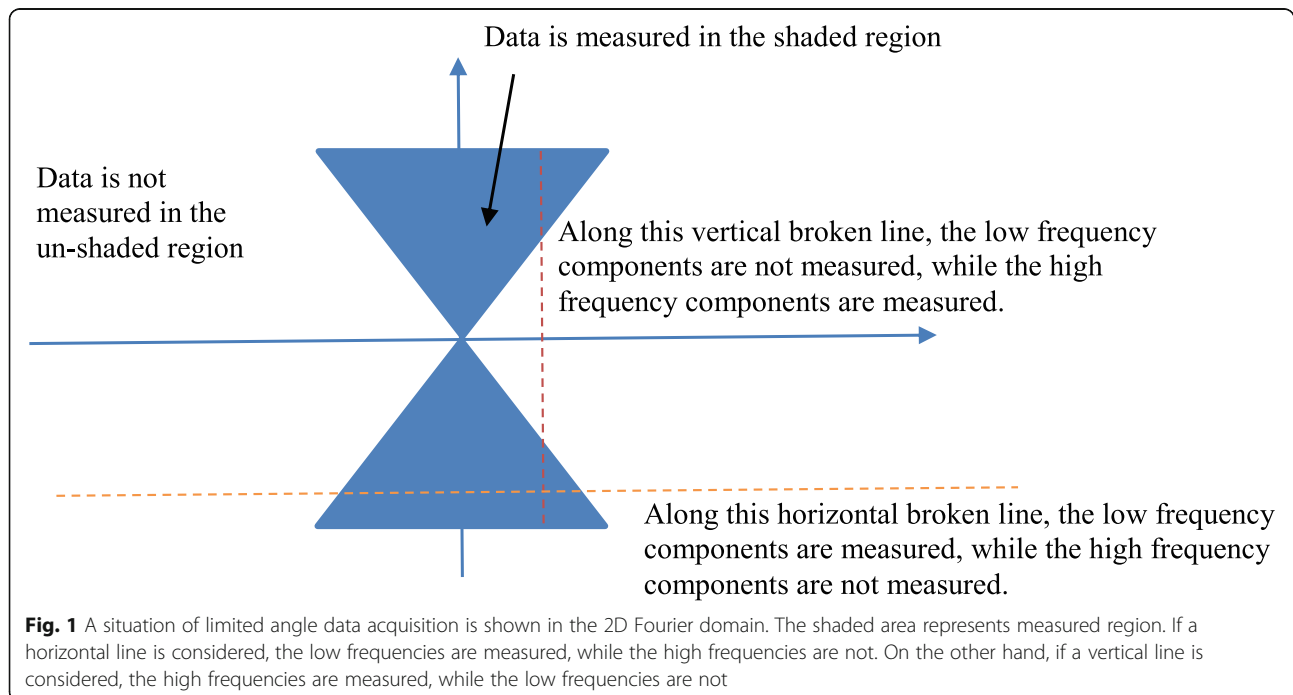 Data is measured in the shaded region
Data is not
measured in the
un-shaded region
Along this vertical broken line, the low frequency
components are not measured, while the high
frequency components are measured.
Along this horizontal broken line, the low frequency
components are measured, while the high frequency
components are not measured.
Fig. 1 A situation of limited angle data acquisition is shown in the 2D Fourier domain. The shaded area represents measured region. If a
horizontal line is considered, the low frequencies are measured, while the high frequencies are not. On the other hand, if a vertical line is
considered, the high frequencies are measured, while the low frequencies are not